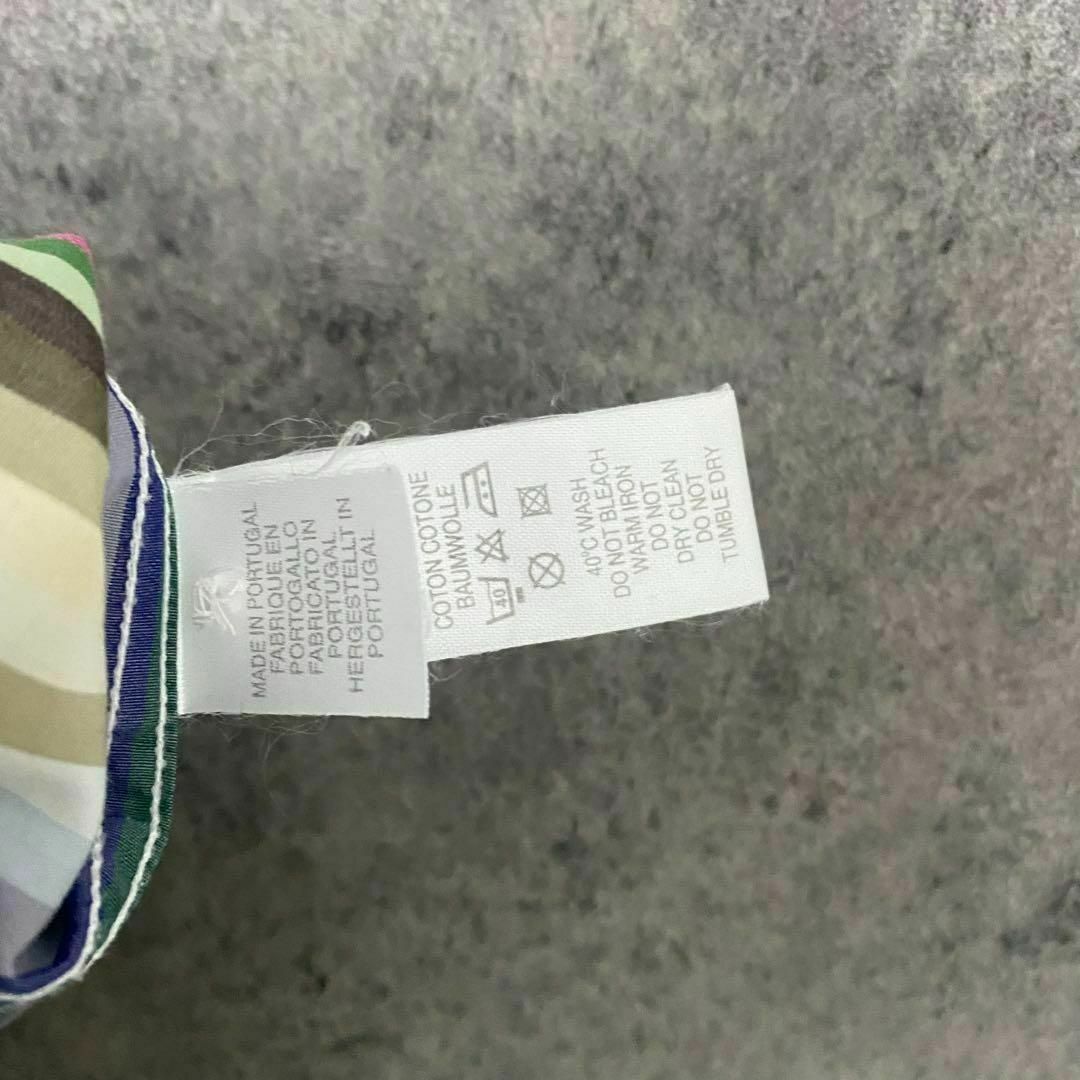 MADE IN PORTUGAL
FABRIQUE EN
PORTOGALLO
FABRICATO IN
PORTUGAL
HERGESTELLT IN
PORTUGAL
COTON COTONE
BAUMWOLLE
40
40°C WASH
DO NOT BLEACH
WARM IRON
DO NOT
DRY CLEAN
DO NOT
TUMBLE DRY